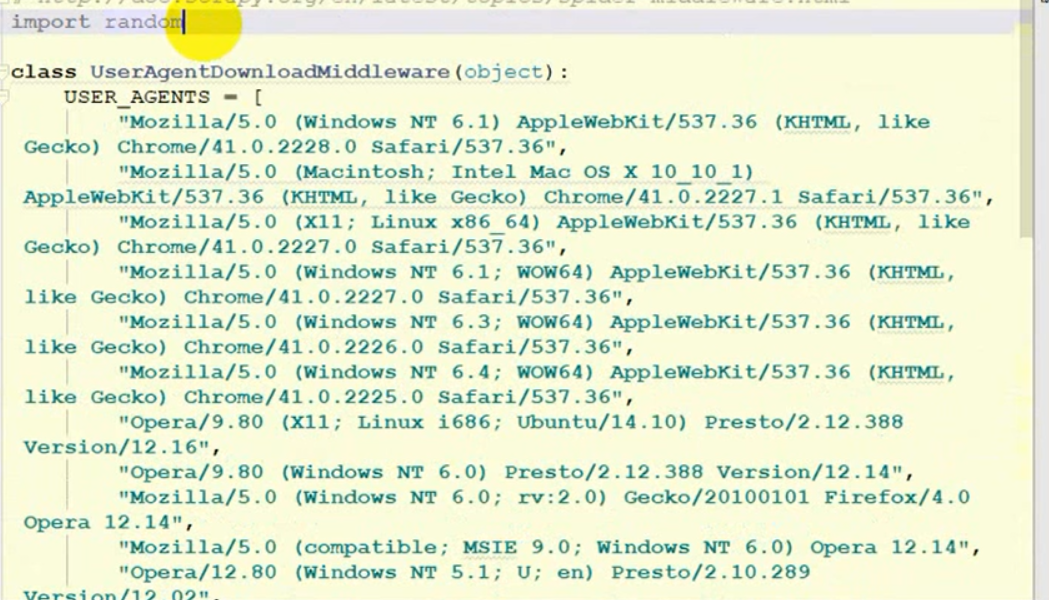 import random
class UserAgentDownloadMiddleware(object):
USER_AGENTS = [
"Mozilla/5.0 (Windows NT 6.1) AppleWebKit/537.36 (KHTML, like
Gecko) Chrome/41.0.2228.0 Safari/537.36",
"Mozilla/5.0 (Macintosh; Intel Mac OS X 10_10_1)
AppleWebKit/537.36 (KHTML, like Gecko) Chrome/41.0.2227.1 Safari/537.36",
"Mozilla/5.0 (X11; Linux x86_64) AppleWebKit/537.36 (KHTML, like
Gecko) Chrome/41.0.2227.0 Safari/537.36",
"Mozilla/5.0 (Windows NT 6.1; WOW64) AppleWebKit/537.36 (KHTML,
like Gecko) Chrome/41.0.2227.0 Safari/537.36",
"Mozilla/5.0 (Windows NT 6.3; WOW64) AppleWebKit/537.36 (KHTML,
like Gecko) Chrome/41.0.2226.0 Safari/537.36",
"Mozilla/5.0 (Windows NT 6.4; WOW64) AppleWebKit/537.36 (KHTML,
like Gecko) Chrome/41.0.2225.0 Safari/537.36",
"Opera/9.80 (X11; Linux i686; Ubuntu/14.10) Presto/2.12.388
Version/12.16",
"Opera/9.80 (Windows NT 6.0) Presto/2.12.388 Version/12.14",
"Mozilla/5.0 (Windows NT 6.0; rv:2.0) Gecko/20100101 Firefox/4.0
Opera 12.14",
"Mozilla/5.0 (compatible; MSIE 9.0; Windows NT 6.0) Opera 12.14",
"Opera/12.80 (Windows NT 5.1; U; en) Presto/2.10.289
Version/12.02",